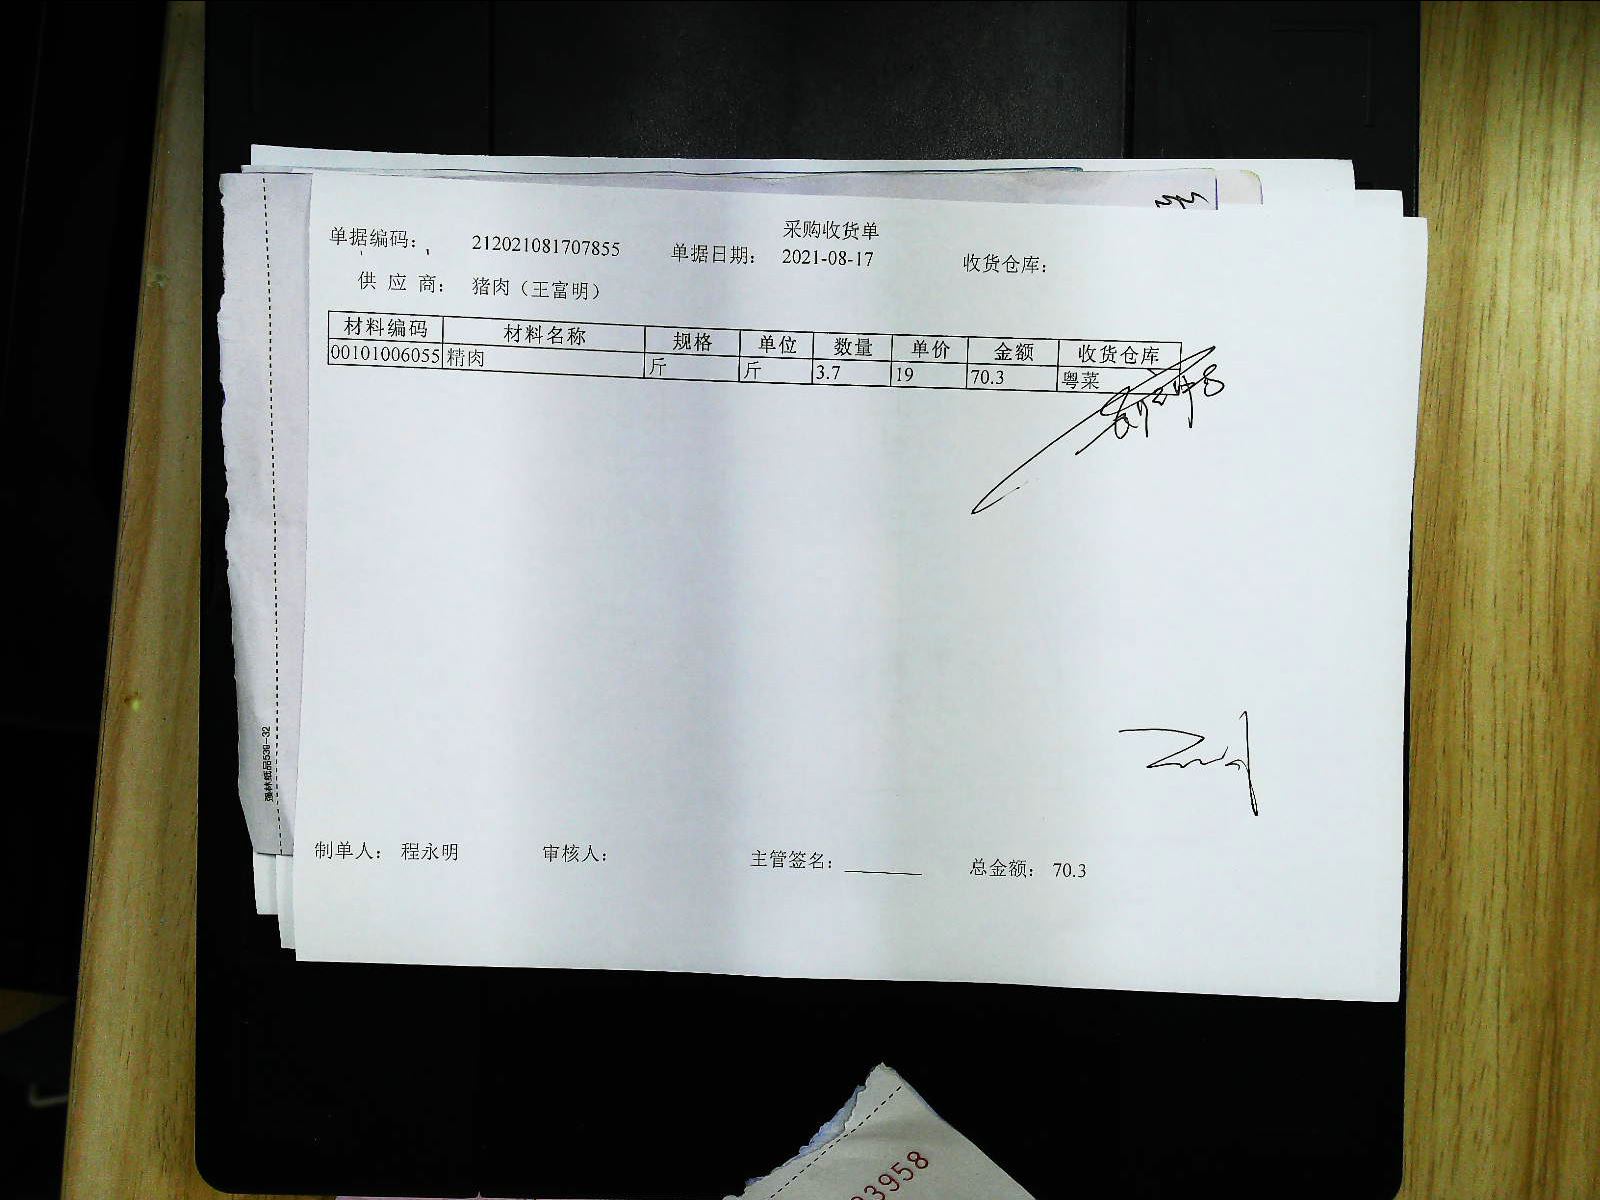 采购收货单
单据编码: 212021081707855 单据日期: 2021-08-17 收货仓库:
供 应 商: 猪肉（王富明）
材料编码 材料名称 规格 单位 数量 单价 金额 收货仓库
00101006055 精肉 斤 斤 3.7 19 70.3 粤菜
制单人: 程永明 审核人: 主管签名: 总金额: 70.3
3958